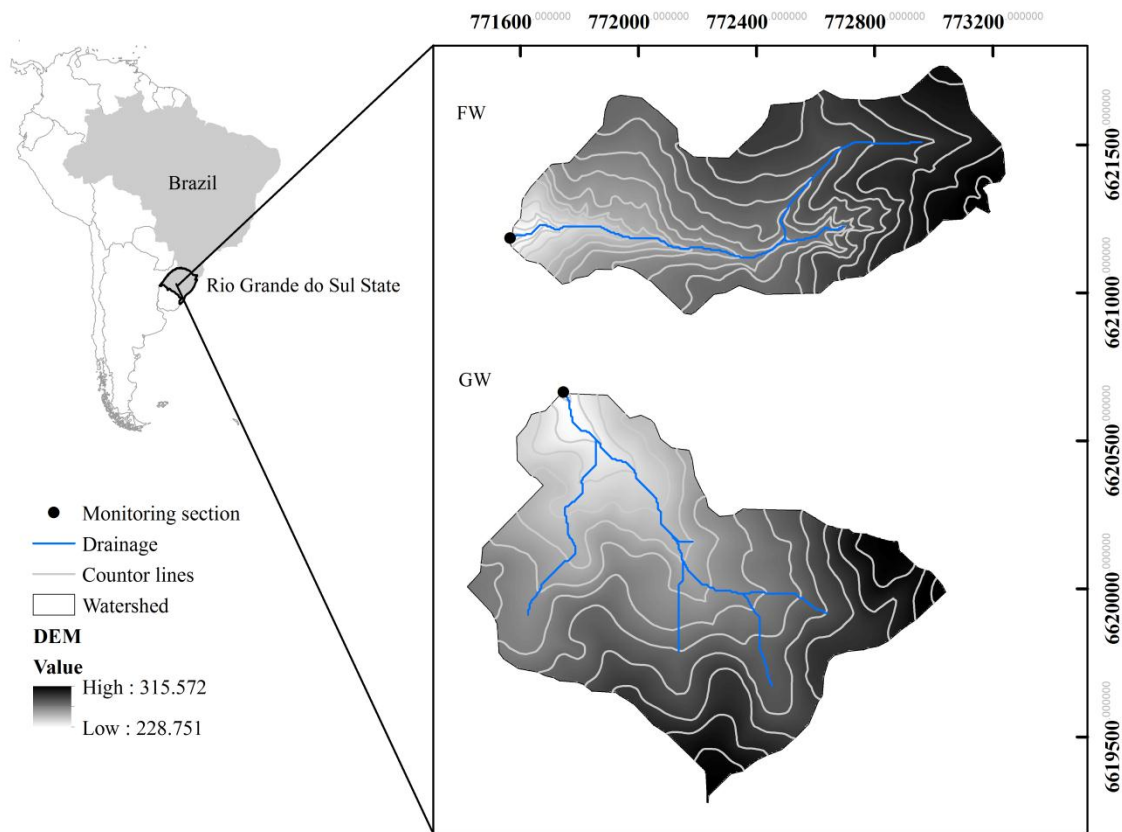 771600.000000 772000.000000 772400.000000 772800.000000 773200.000000
FW
Brazil
Rio Grande do Sul State
GW
Monitoring section
Drainage
Countor lines
Watershed
DEM
Value
High : 315.572
Low : 228.751
6621500.000000
6621000.000000
6620500.000000
6620000.000000
6619500.000000